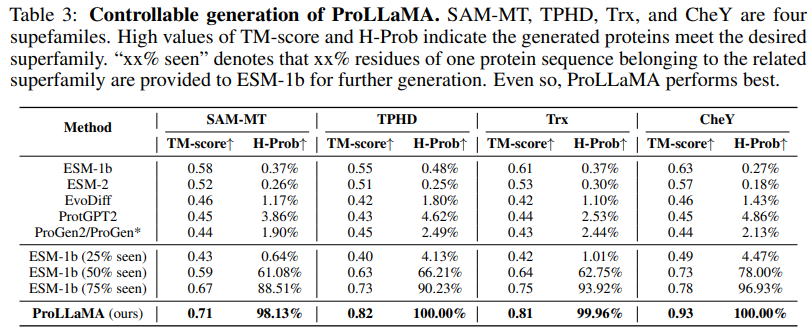 Table 3: Controllable generation of ProLLaMA. SAM-MT, TPHD, Trx, and CheY are four
supefamiles. High values of TM-score and H-Prob indicate the generated proteins meet the desired
superfamily. “xx% seen” denotes that xx% residues of one protein sequence belonging to the related
superfamily are provided to ESM-1b for further generation. Even so, ProLLaMA performs best.
Method SAM-MT TPHD Trx CheY
TM-score↑ H-Prob↑ TM-score↑ H-Prob↑ TM-score↑ H-Prob↑ TM-score↑ H-Prob↑
ESM-1b 0.58 0.37% 0.55 0.48% 0.61 0.37% 0.63 0.27%
ESM-2 0.52 0.26% 0.51 0.25% 0.53 0.30% 0.57 0.18%
EvoDiff 0.46 1.17% 0.42 1.80% 0.42 1.10% 0.46 1.43%
ProtGPT2 0.45 3.86% 0.43 4.62% 0.44 2.53% 0.45 4.86%
ProGen2/ProGen* 0.44 1.90% 0.45 2.49% 0.43 2.44% 0.44 2.13%
ESM-1b (25% seen) 0.43 0.64% 0.40 4.13% 0.42 1.01% 0.49 4.47%
ESM-1b (50% seen) 0.59 61.08% 0.63 66.21% 0.64 62.75% 0.73 78.00%
ESM-1b (75% seen) 0.67 88.51% 0.73 90.23% 0.75 93.92% 0.78 96.93%
ProLLaMA (ours) 0.71 98.13% 0.82 100.00% 0.81 99.96% 0.93 100.00%